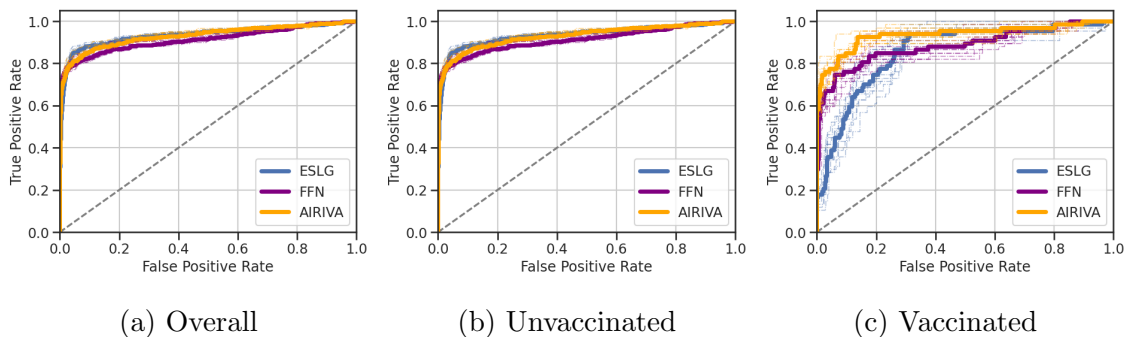 True Positive Rate
1.0
0.8
0.6
0.4
0.2
0.0
0.0 0.2 0.4 0.6 0.8 1.0
False Positive Rate
ESLG
FFN
AIRIVA
(a) Overall
True Positive Rate
1.0
0.8
0.6
0.4
0.2
0.0
0.0 0.2 0.4 0.6 0.8 1.0
False Positive Rate
ESLG
FFN
AIRIVA
(b) Unvaccinated
True Positive Rate
1.0
0.8
0.6
0.4
0.2
0.0
0.0 0.2 0.4 0.6 0.8 1.0
False Positive Rate
ESLG
FFN
AIRIVA
(c) Vaccinated